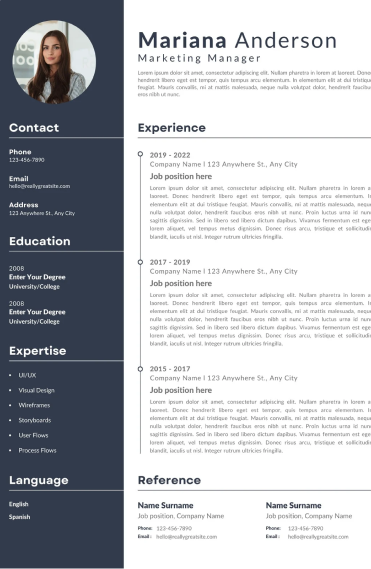 Mariana Anderson
Marketing Manager
Lorem ipsum dolor sit amet, consectetur adipiscing elit. Nullam pharetra in lorem at laoreet. Donec
hendrerit libero eget est tempor, quis tempus arcu elementum. In elementum elementum dui tristique
feugiat. Mauris convallis, mi at mattis malesuada, neque nulla volutpat dolor, hendrerit faucibus
eros nibh ut nunc.
Contact
Phone
123-456-7890
Email
hello@reallygreatsite.com
Address
123 Anywhere St., Any City
Education
2008
Enter Your Degree
University/College
2008
Enter Your Degree
University/College
Expertise
• UI/UX
• Visual Design
• Wireframes
• Storyboards
• User Flows
• Process Flows
Language
English
Spanish
Experience
2019 - 2022
Company Name l 123 Anywhere St., Any City
Job position here
Lorem ipsum dolor sit amet, consectetur adipiscing elit. Nullam pharetra in lorem at
laoreet. Donec hendrerit libero eget est tempor, quis tempus arcu elementum. In
elementum elementum dui tristique feugiat. Mauris convallis, mi at mattis malesuada,
nulla volutpat dolor, hendrerit faucibus eros nibh ut nunc. Proin luctus urna id
sagittis dignissim. Sed in libero sed libero dictum dapibus. Vivamus fermentum est
lorem aliquet, vel tempus metus dignissim. Donec risus arcu, tristique et sollicitudin
blandit, iaculis ut nisl. Integer rutrum ultricies fringilla.
2017 - 2019
Company Name l 123 Anywhere St., Any City
Job position here
Lorem ipsum dolor sit amet, consectetur adipiscing elit. Nullam pharetra in lorem at
laoreet. Donec hendrerit libero eget est tempor, quis tempus arcu elementum. In
elementum elementum dui tristique feugiat. Mauris convallis, mi at mattis malesuada,
nulla volutpat dolor, hendrerit faucibus eros nibh ut nunc. Proin luctus urna id
sagittis dignissim. Sed in libero sed libero dictum dapibus. Vivamus fermentum est
lorem aliquet, vel tempus metus dignissim. Donec risus arcu, tristique et sollicitudin
blandit, iaculis ut nisl. Integer rutrum ultricies fringilla.
2015 - 2017
Company Name l 123 Anywhere St., Any City
Job position here
Lorem ipsum dolor sit amet, consectetur adipiscing elit. Nullam pharetra in lorem at
laoreet. Donec hendrerit libero eget est tempor, quis tempus arcu elementum. In
elementum elementum dui tristique feugiat. Mauris convallis, mi at mattis malesuada,
nulla volutpat dolor, hendrerit faucibus eros nibh ut nunc. Proin luctus urna id
sagittis dignissim. Sed in libero sed libero dictum dapibus. Vivamus fermentum est
lorem aliquet, vel tempus metus dignissim. Donec risus arcu, tristique et sollicitudin
blandit, iaculis ut nisl. Integer rutrum ultricies fringilla.
Reference
Name Surname
Job position, Company Name
Phone: 123-456-7890
Email : hello@reallygreatsite.com
Name Surname
Job position, Company Name
Phone: 123-456-7890
Email : hello@reallygreatsite.com